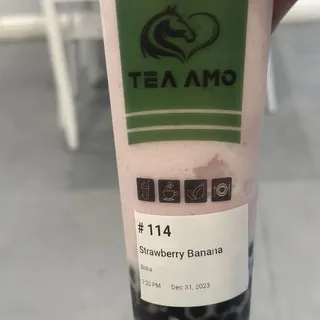 TEA AMO
# 114
Strawberry Banana
Boba
7:20 PM Dec 31, 2023